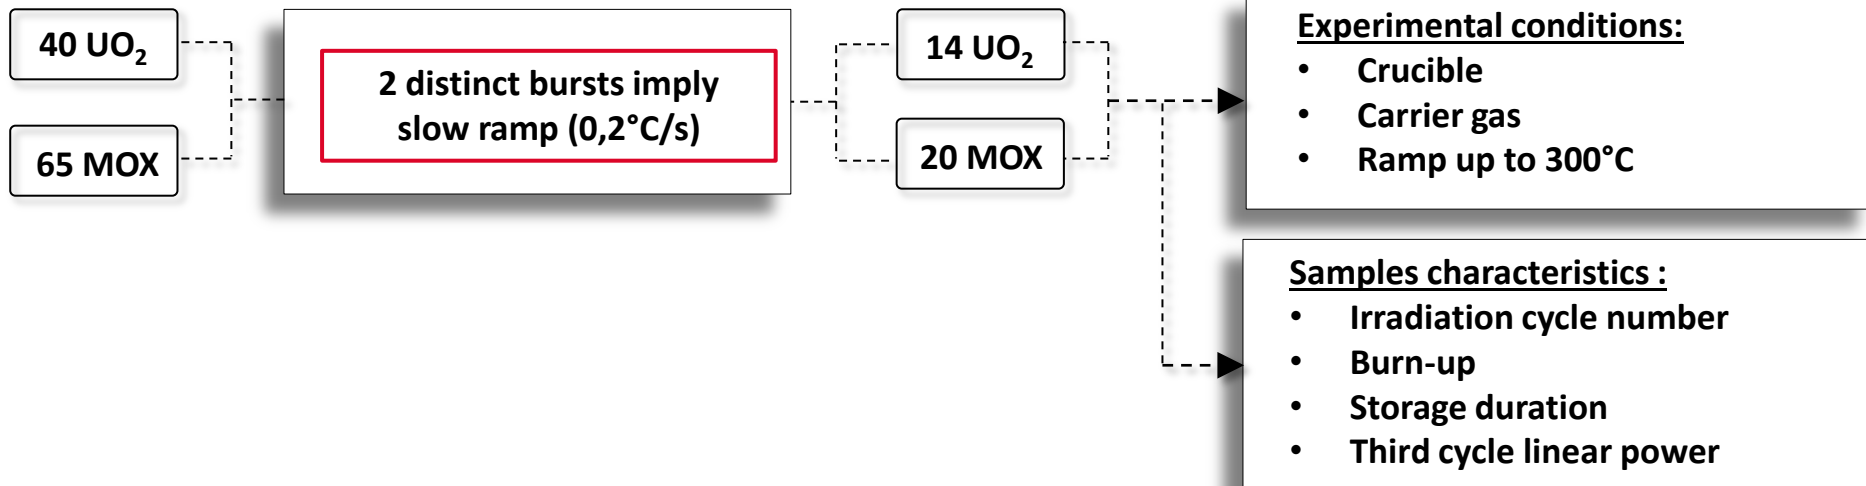 40 UO₂
65 MOX
2 distinct bursts imply
slow ramp (0,2°C/s)
14 UO₂
20 MOX
Experimental conditions:
• Crucible
• Carrier gas
• Ramp up to 300°C
Samples characteristics :
• Irradiation cycle number
• Burn-up
• Storage duration
• Third cycle linear power